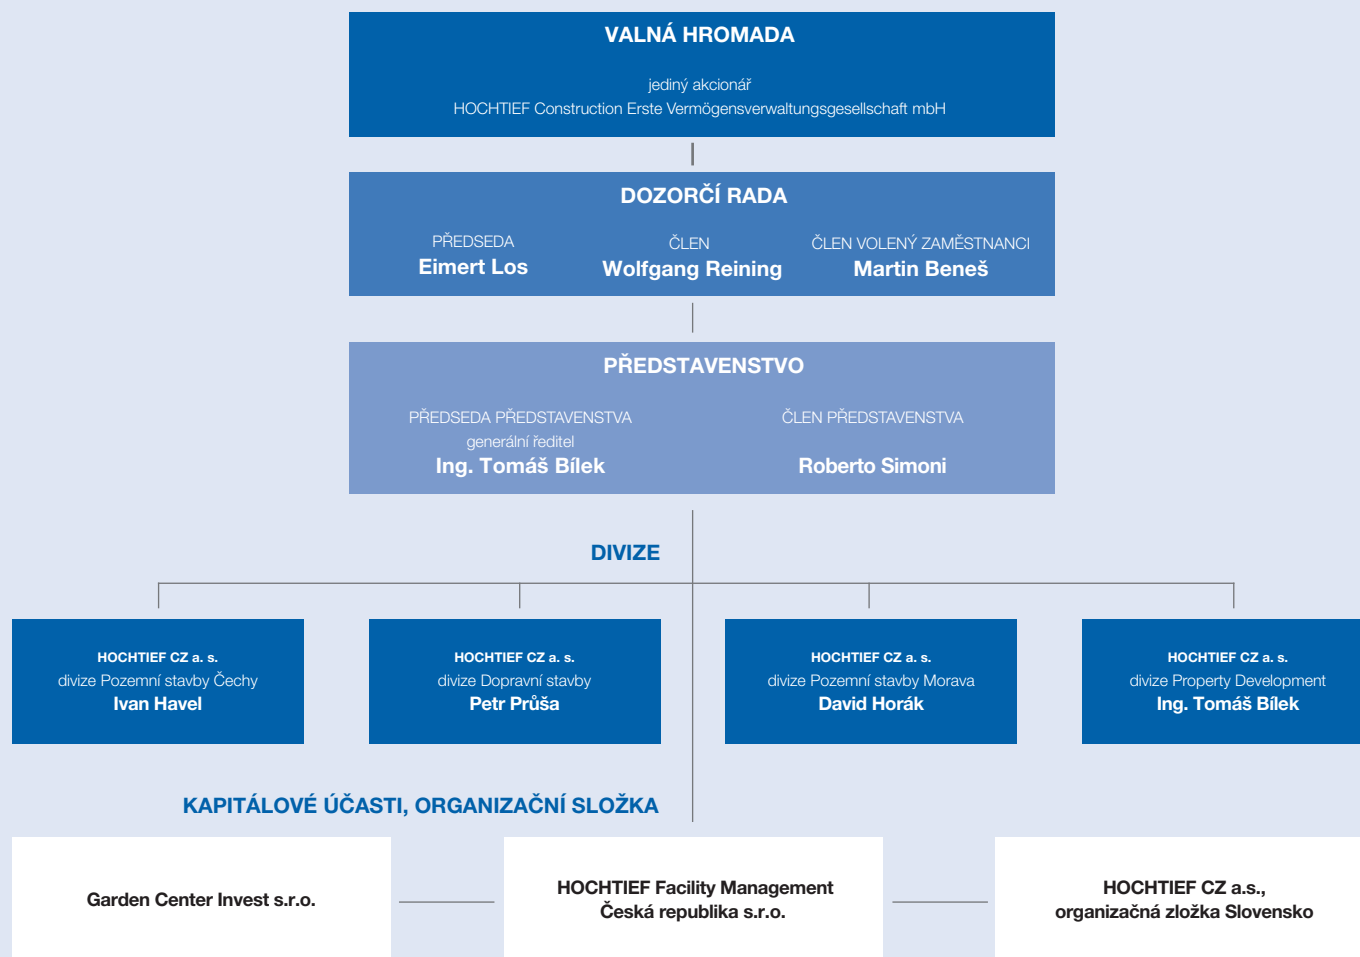 VALNÁ HROMADA
jediný akcionář
HOCHTIEF Construction Erste Vermögensverwaltungsgesellschaft mbH
DOZORČÍ RADA
PŘEDSEDA
Eimert Los
ČLEN
Wolfgang Reining
ČLEN VOLENÝ ZAMĚSTNANCI
Martin Beneš
PŘEDSTAVENSTVO
PŘEDSEDA PŘEDSTAVENSTVA
generální ředitel
Ing. Tomáš Bílek
ČLEN PŘEDSTAVENSTVA
Roberto Simoni
DIVIZE
HOCHTIEF CZ a. s.
divize Pozemní stavby Čechy
Ivan Havel
HOCHTIEF CZ a. s.
divize Dopravní stavby
Petr Průša
HOCHTIEF CZ a. s.
divize Pozemní stavby Morava
David Horák
HOCHTIEF CZ a. s.
divize Property Development
Ing. Tomáš Bílek
KAPITÁLOVÉ ÚČASTI, ORGANIZAČNÍ SLOŽKA
Garden Center Invest s.r.o.
HOCHTIEF Facility Management
Česká republika s.r.o.
HOCHTIEF CZ a.s.,
organizačná zložka Slovensko